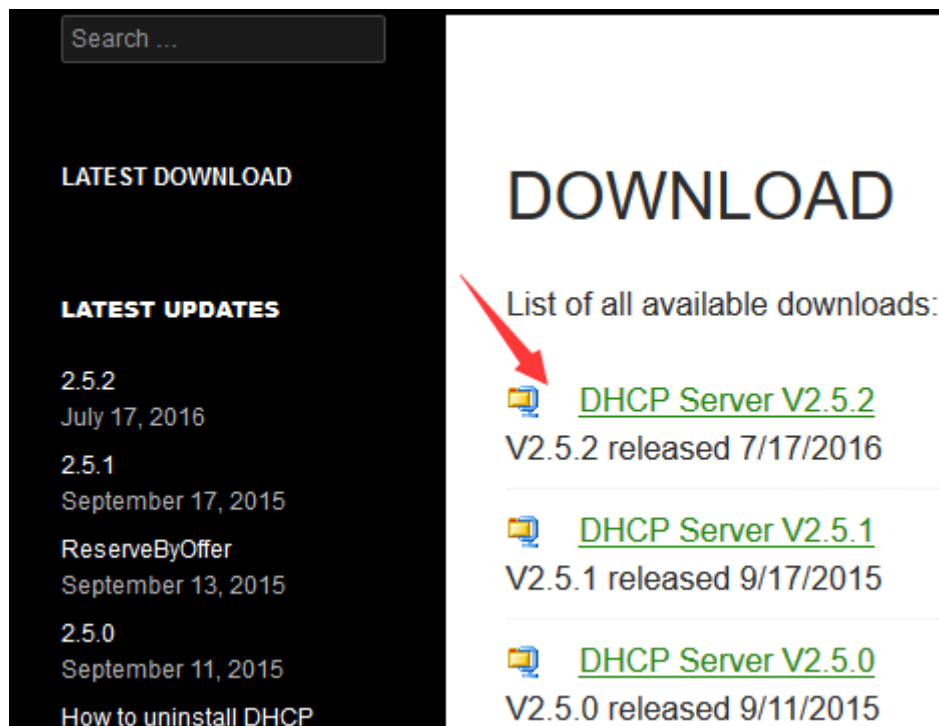 Search ...
LATEST DOWNLOAD
LATEST UPDATES
2.5.2
July 17, 2016
2.5.1
September 17, 2015
ReserveByOffer
September 13, 2015
2.5.0
September 11, 2015
How to uninstall DHCP
DOWNLOAD
List of all available downloads:
DHCP Server V2.5.2
V2.5.2 released 7/17/2016
DHCP Server V2.5.1
V2.5.1 released 9/17/2015
DHCP Server V2.5.0
V2.5.0 released 9/11/2015